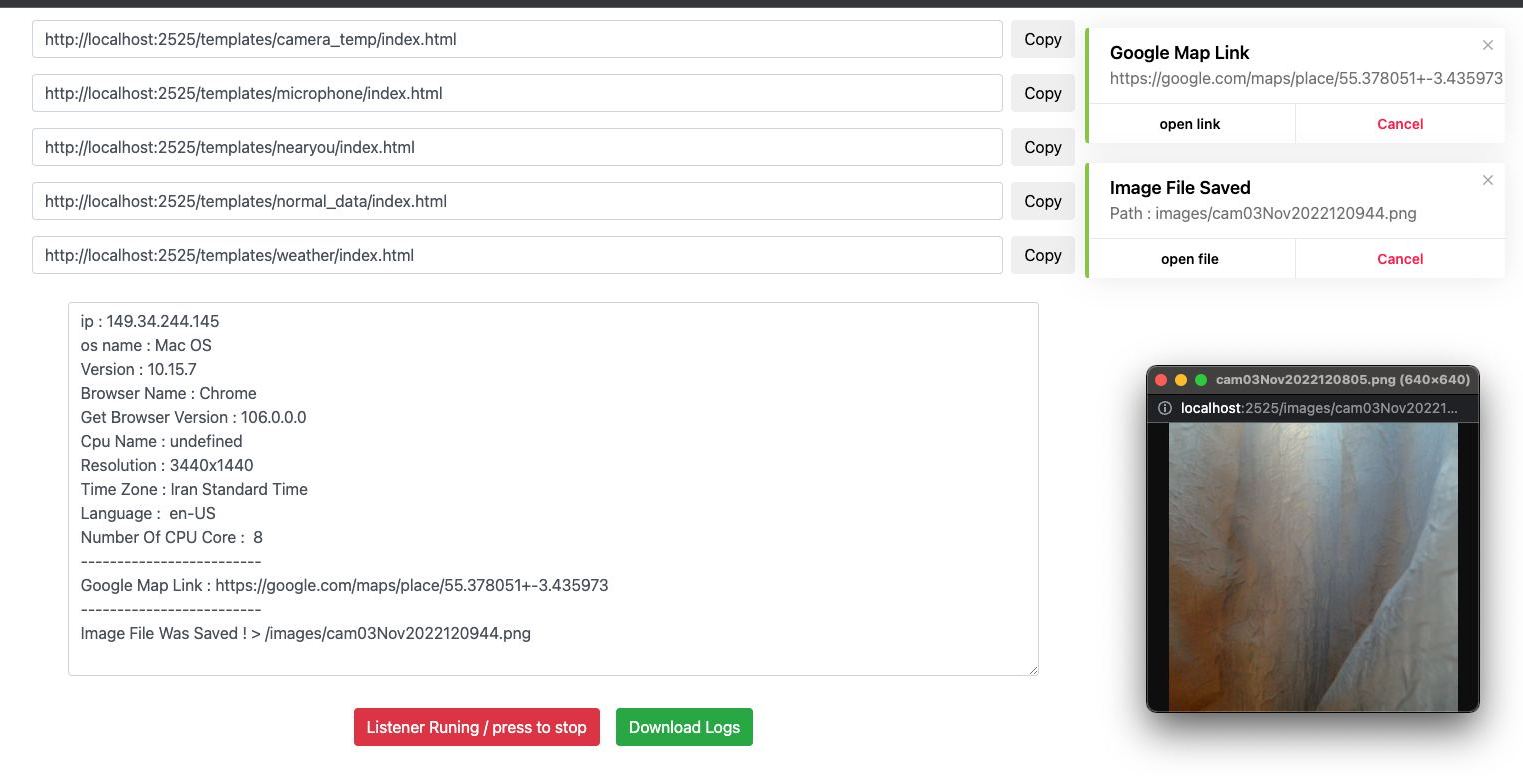 http://localhost:2525/templates/camera_temp/index.html
Copy
http://localhost:2525/templates/microphone/index.html
Copy
http://localhost:2525/templates/nearyou/index.html
Copy
http://localhost:2525/templates/normal_data/index.html
Copy
http://localhost:2525/templates/weather/index.html
Copy
ip : 149.34.244.145
os name : Mac OS
Version : 10.15.7
Browser Name : Chrome
Get Browser Version : 106.0.0.0
Cpu Name : undefined
Resolution : 3440x1440
Time Zone : Iran Standard Time
Language :  en-US
Number Of CPU Core :  8
-------------------------
Google Map Link : https://google.com/maps/place/55.378051+-3.435973
-------------------------
Image File Was Saved ! > /images/cam03Nov2022120944.png
Listener Runing / press to stop
Download Logs
Google Map Link
https://google.com/maps/place/55.378051+-3.435973
open link
Cancel
Image File Saved
Path : images/cam03Nov2022120944.png
open file
Cancel
cam03Nov2022120805.png (640×640)
localhost:2525/images/cam03Nov20221...